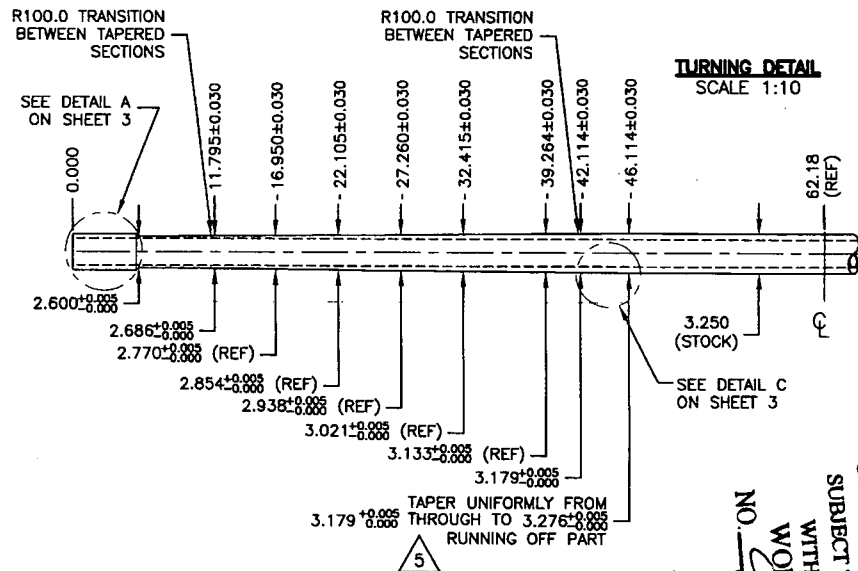 R100.0 TRANSITION
BETWEEN TAPERED
SECTIONS
R100.0 TRANSITION
BETWEEN TAPERED
SECTIONS
TURNING DETAIL
SCALE 1:10
SEE DETAIL A
ON SHEET 3
0.000
11.795±0.030
16.950±0.030
22.105±0.030
27.260±0.030
32.415±0.030
39.264±0.030
42.114±0.030
46.114±0.030
62.18
(REF)
2.600+0.005 -0.000
2.686+0.005 -0.000
2.770+0.005 -0.000 (REF)
2.854+0.005 -0.000 (REF)
2.938+0.005 -0.000 (REF)
3.021+0.005 -0.000 (REF)
3.133+0.005 -0.000 (REF)
3.179+0.005 -0.000
3.250
(STOCK)
℄
SEE DETAIL C
ON SHEET 3
TAPER UNIFORMLY FROM
3.179 +0.005 0.000 THROUGH TO 3.276+0.005 -0.000
RUNNING OFF PART
5
SUBJECT
WITH
NO.